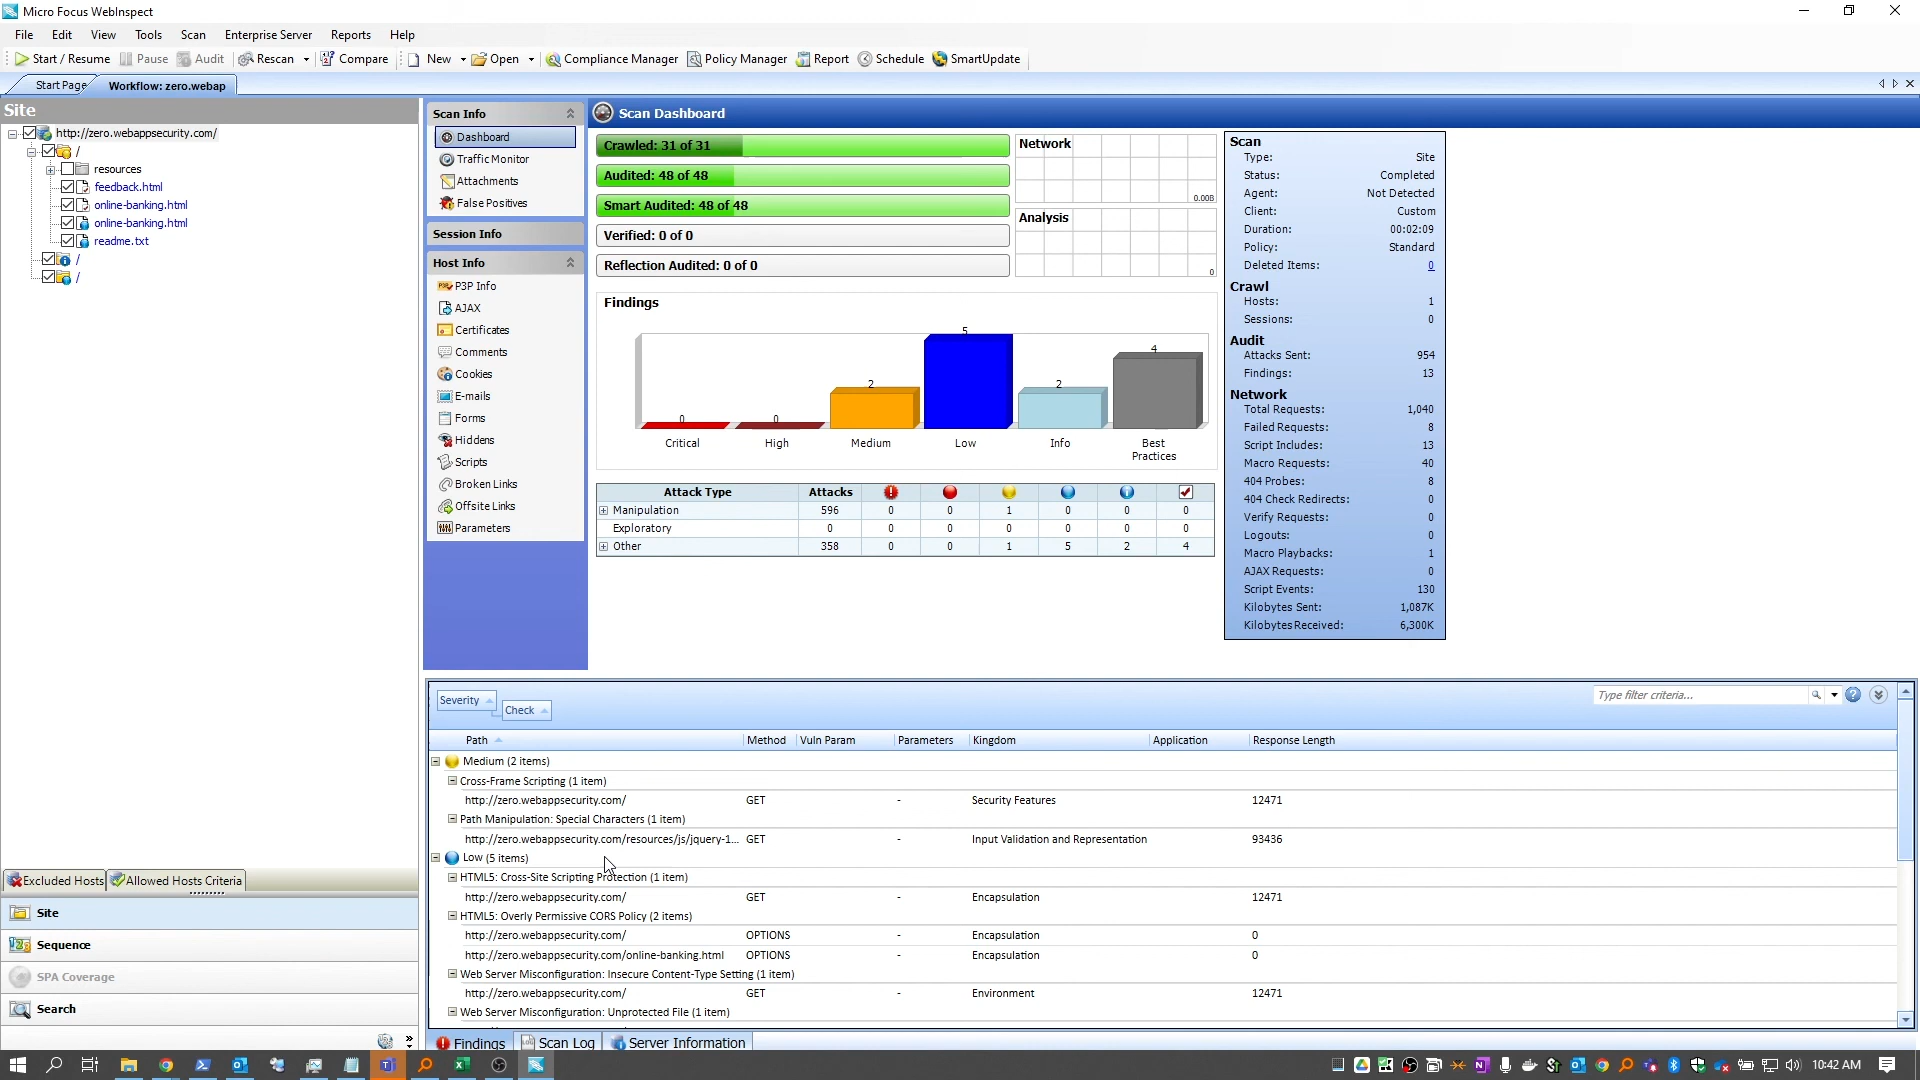 Micro Focus WebInspect
File Edit View Tools Scan Enterprise Server Reports Help
Start / Resume Pause Audit Rescan Compare New Open Compliance Manager Policy Manager Report Schedule SmartUpdate
Start Page Workflow: zero.webap
Site
http://zero.webappsecurity.com/
/
resources
feedback.html
online-banking.html
online-banking.html
readme.txt
/
/
Excluded Hosts Allowed Hosts Criteria
Site
Sequence
SPA Coverage
Search
Scan Info
Dashboard
Traffic Monitor
Attachments
False Positives
Session Info
Host Info
P3P Info
AJAX
Certificates
Comments
Cookies
E-mails
Forms
Hiddens
Scripts
Broken Links
Offsite Links
Parameters
Scan Dashboard
Crawled: 31 of 31
Audited: 48 of 48
Smart Audited: 48 of 48
Verified: 0 of 0
Reflection Audited: 0 of 0
Network
0.00B
Analysis
0
Findings
0 0 2 5 2 4
Critical High Medium Low Info Best Practices
Attack Type Attacks
Manipulation 596 0 0 1 0 0 0
Exploratory 0 0 0 0 0 0 0
Other 358 0 0 1 5 2 4
Scan
Type: Site
Status: Completed
Agent: Not Detected
Client: Custom
Duration: 00:02:09
Policy: Standard
Deleted Items: 0
Crawl
Hosts: 1
Sessions: 0
Audit
Attacks Sent: 954
Findings: 13
Network
Total Requests: 1,040
Failed Requests: 8
Script Includes: 13
Macro Requests: 40
404 Probes: 8
404 Check Redirects: 0
Verify Requests: 0
Logouts: 0
Macro Playbacks: 1
AJAX Requests: 0
Script Events: 130
Kilobytes Sent: 1,087K
Kilobytes Received: 6,300K
Severity
Check
Type filter criteria...
Path Method Vuln Param Parameters Kingdom Application Response Length
Medium (2 items)
Cross-Frame Scripting (1 item)
http://zero.webappsecurity.com/ GET - Security Features 12471
Path Manipulation: Special Characters (1 item)
http://zero.webappsecurity.com/resources/js/jquery-1... GET - Input Validation and Representation 93436
Low (5 items)
HTML5: Cross-Site Scripting Protection (1 item)
http://zero.webappsecurity.com/ GET - Encapsulation 12471
HTML5: Overly Permissive CORS Policy (2 items)
http://zero.webappsecurity.com/ OPTIONS - Encapsulation 0
http://zero.webappsecurity.com/online-banking.html OPTIONS - Encapsulation 0
Web Server Misconfiguration: Insecure Content-Type Setting (1 item)
http://zero.webappsecurity.com/ GET - Environment 12471
Web Server Misconfiguration: Unprotected File (1 item)
Findings Scan Log Server Information
10:42 AM